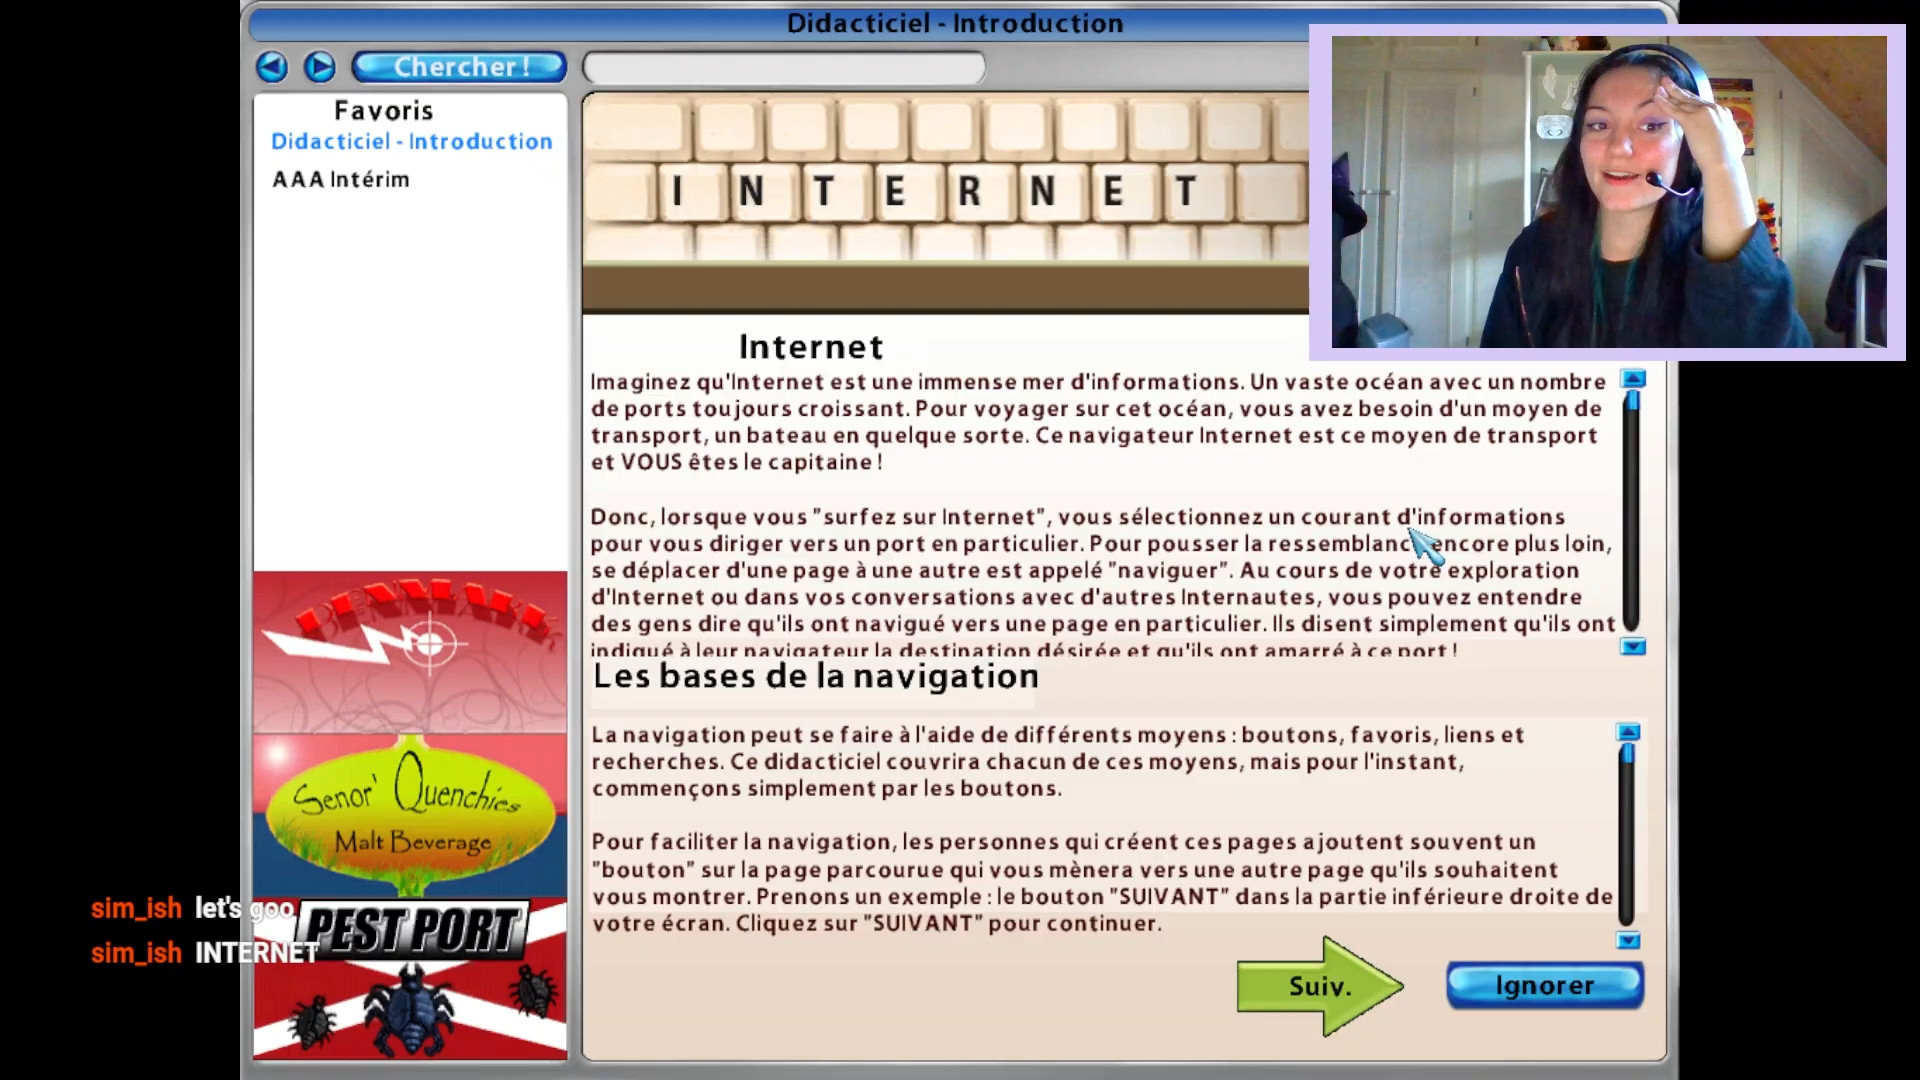 Didacticiel - Introduction
Chercher !
Favoris
Didacticiel - Introduction
AAA Intérim
INTERNET
Internet
Imaginez qu'Internet est une immense mer d'informations. Un vaste océan avec un nombre
de ports toujours croissant. Pour voyager sur cet océan, vous avez besoin d'un moyen de
transport, un bateau en quelque sorte. Ce navigateur Internet est ce moyen de transport
et VOUS êtes le capitaine !
Donc, lorsque vous "surfez sur Internet", vous sélectionnez un courant d'informations
pour vous diriger vers un port en particulier. Pour pousser la ressemblance encore plus loin,
se déplacer d'une page à une autre est appelé "naviguer". Au cours de votre exploration
d'Internet ou dans vos conversations avec d'autres Internautes, vous pouvez entendre
des gens dire qu'ils ont navigué vers une page en particulier. Ils disent simplement qu'ils ont
indiqué à leur navigateur la destination désirée et qu'ils ont amarré à ce port !
Les bases de la navigation
La navigation peut se faire à l'aide de différents moyens : boutons, favoris, liens et
recherches. Ce didacticiel couvrira chacun de ces moyens, mais pour l'instant,
commençons simplement par les boutons.
Pour faciliter la navigation, les personnes qui créent ces pages ajoutent souvent un
"bouton" sur la page parcourue qui vous mènera vers une autre page qu'ils souhaitent
vous montrer. Prenons un exemple : le bouton "SUIVANT" dans la partie inférieure droite de
votre écran. Cliquez sur "SUIVANT" pour continuer.
Suiv.
Ignorer
Senor' Quenchies
Malt Beverage
PEST PORT
sim_ish let's goo
sim_ish INTERNET